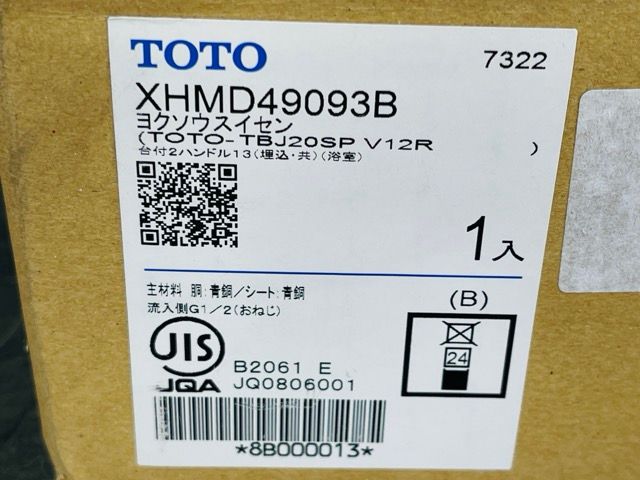 TOTO
7322
XHMD49093B
ヨクソウスイセン
(TOTO-TBJ20SP V12R )
台付2ハンドル13(埋込・共)(浴室)
1入
主材料 胴:青銅/シート:青銅
流入側G1/2(おねじ)
(B)
24
JIS
JQA
B2061 E
JQ0806001
*8B000013*